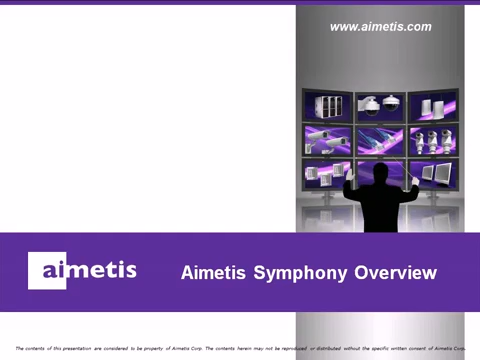 www.aimetis.com
aimetis
Aimetis Symphony Overview
The contents of this presentation are considered to be property of Aimetis Corp. The contents herein may not be reproduced or distributed without the specific written consent of Aimetis Corp.